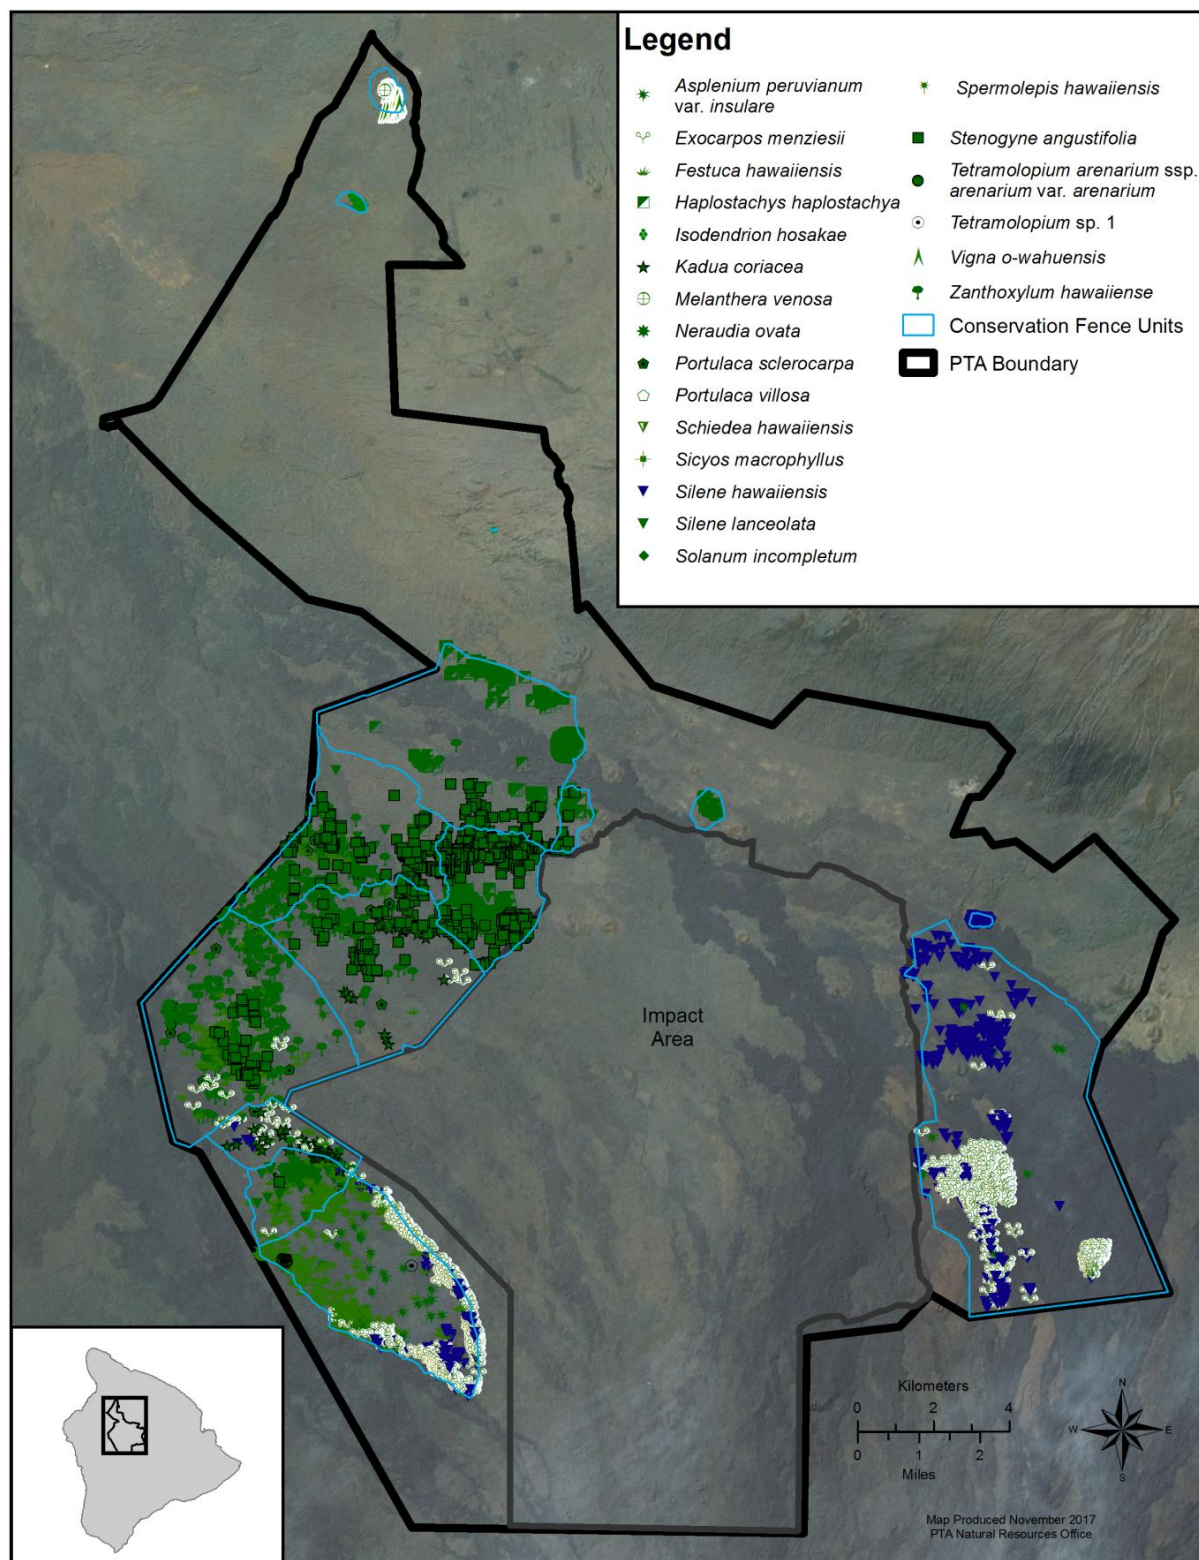 Legend
Asplenium peruvianum
var. insulare
Exocarpos menziesii
Festuca hawaiiensis
Haplostachys haplostachya
Isodendrion hosakae
Kadua coriacea
Melanthera venosa
Neraudia ovata
Portulaca sclerocarpa
Portulaca villosa
Schiedea hawaiiensis
Sicyos macrophyllus
Silene hawaiiensis
Silene lanceolata
Solanum incompletum
Spermolepis hawaiiensis
Stenogyne angustifolia
Tetramolopium arenarium ssp.
arenarium var. arenarium
Tetramolopium sp. 1
Vigna o-wahuensis
Zanthoxylum hawaiiense
Conservation Fence Units
PTA Boundary
Impact
Area
Kilometers
0 2 4
0 1 2
Miles
N
W E
S
Map Produced November 2017
PTA Natural Resources Office